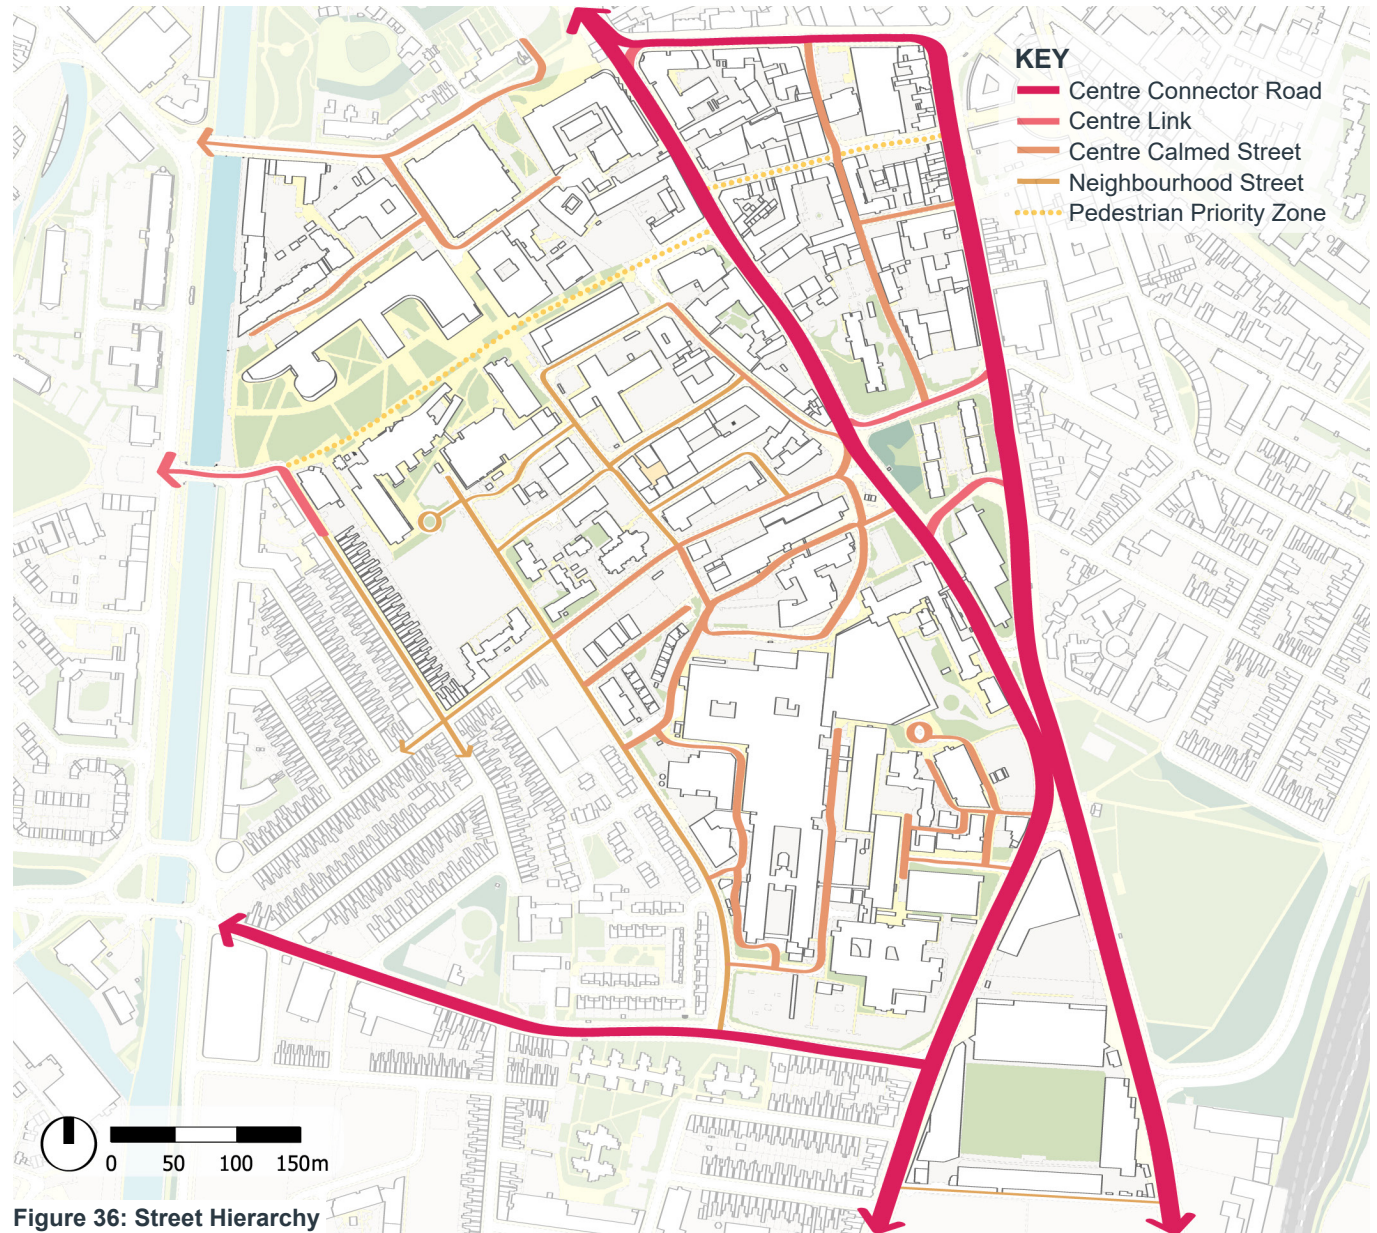 KEY
Centre Connector Road
Centre Link
Centre Calmed Street
Neighbourhood Street
Pedestrian Priority Zone
0 50 100 150m
Figure 36: Street Hierarchy